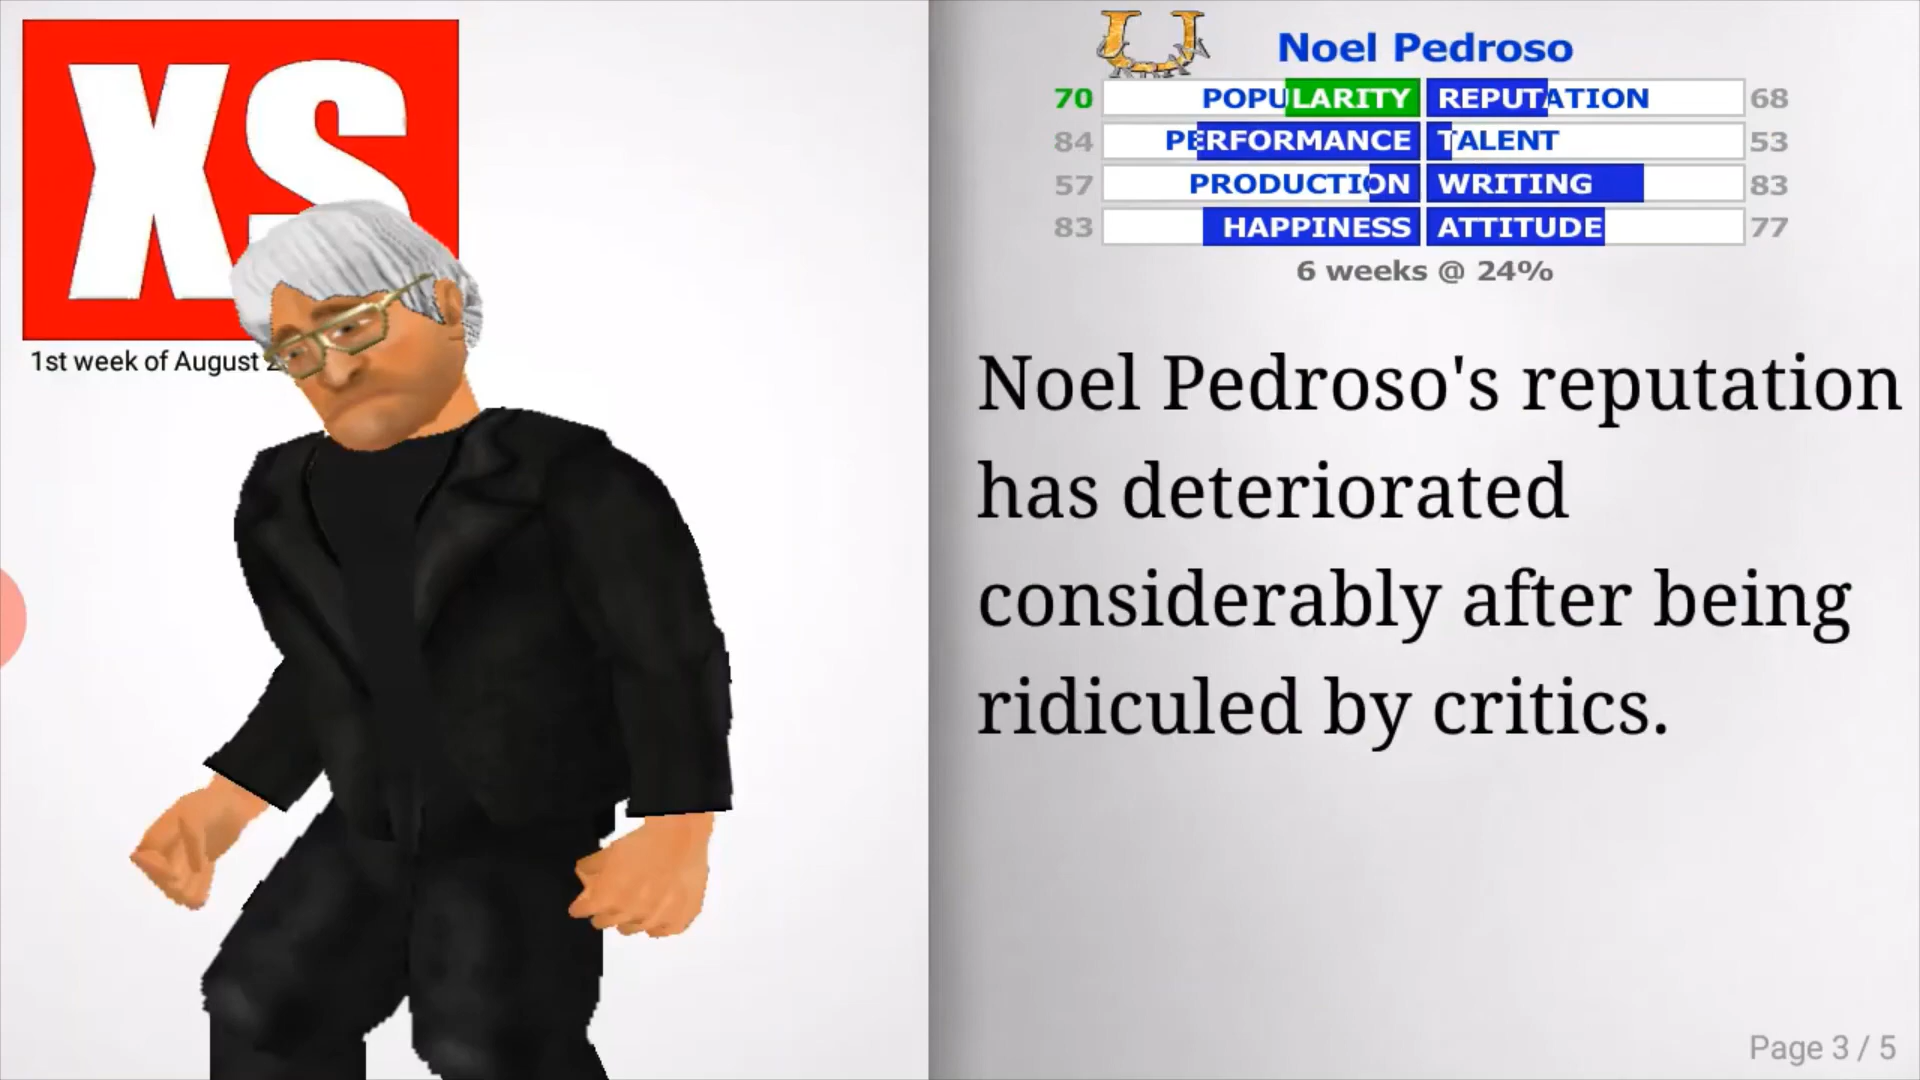 XS
1st week of August
Noel Pedroso
70 POPULARITY REPUTATION 68
84 PERFORMANCE TALENT 53
57 PRODUCTION WRITING 83
83 HAPPINESS ATTITUDE 77
6 weeks @ 24%
Noel Pedroso's reputation
has deteriorated
considerably after being
ridiculed by critics.
Page 3 / 5